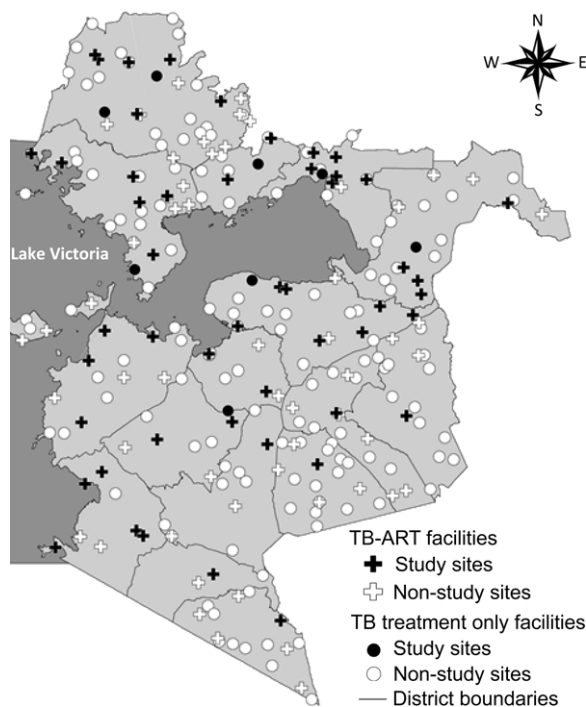 N
W E
S
Lake Victoria
TB-ART facilities
Study sites
Non-study sites
TB treatment only facilities
Study sites
Non-study sites
District boundaries